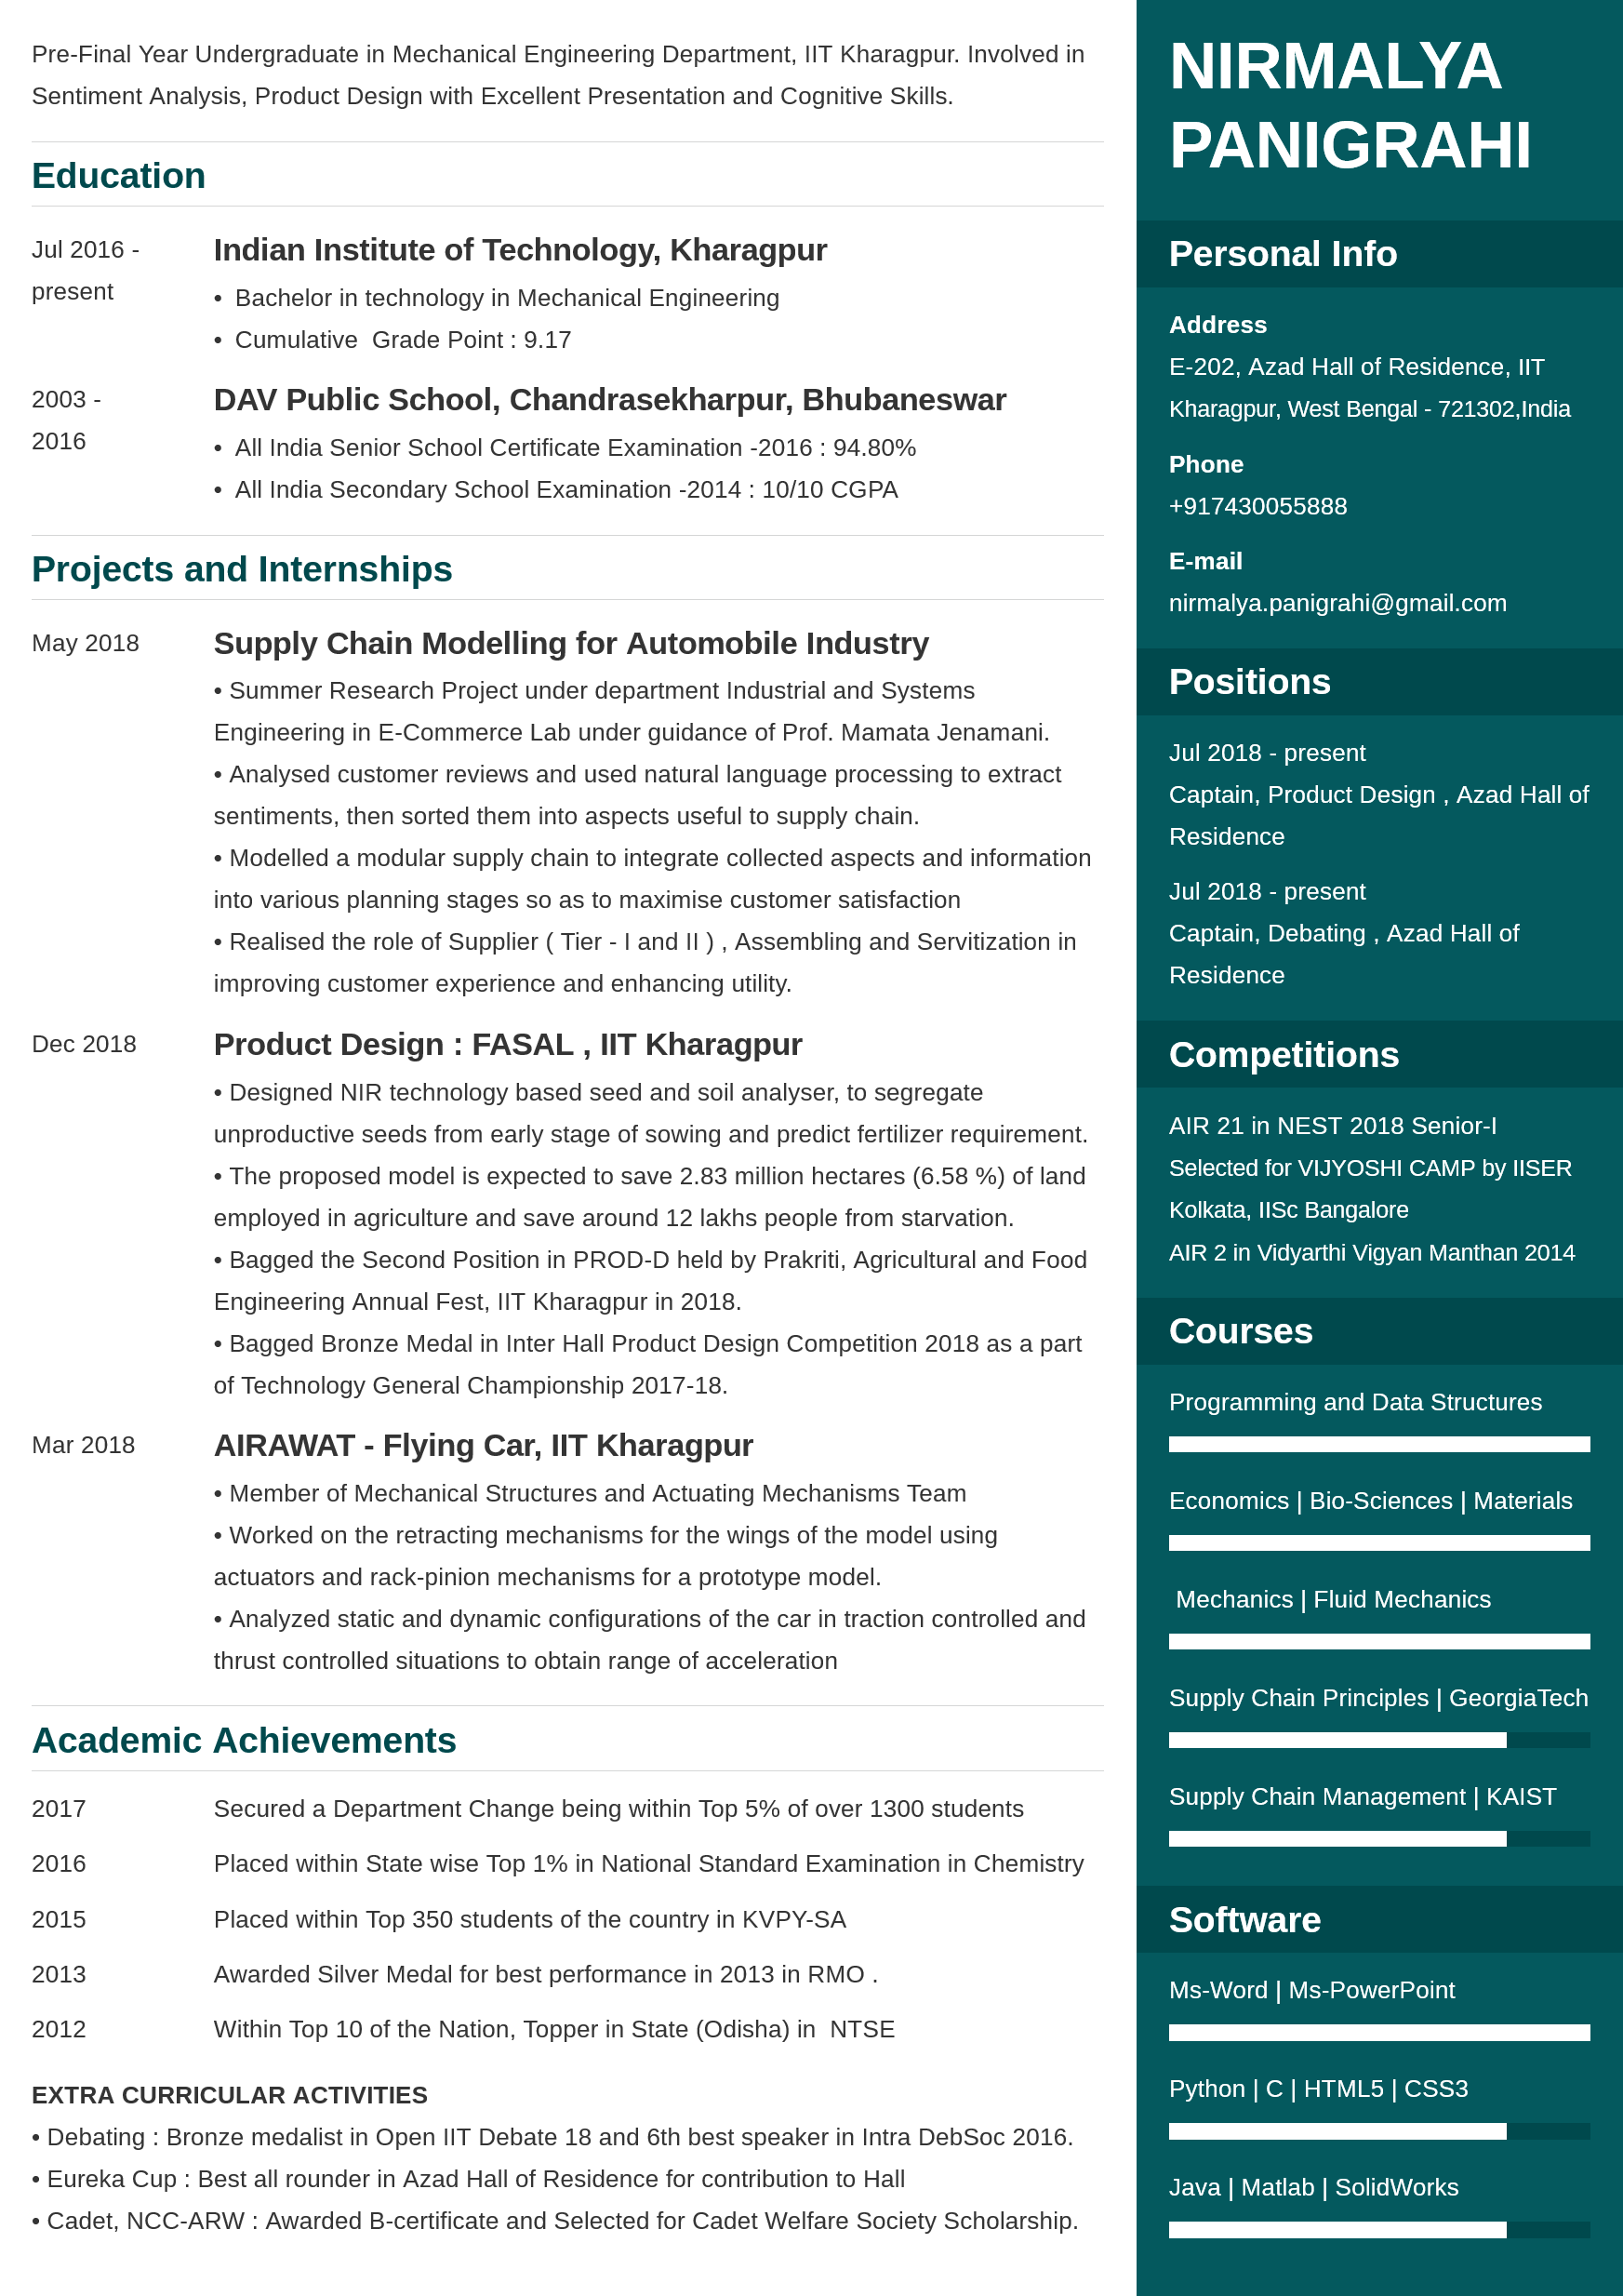 Pre-Final Year Undergraduate in Mechanical Engineering Department, IIT Kharagpur. Involved in
Sentiment Analysis, Product Design with Excellent Presentation and Cognitive Skills.
Education
Jul 2016 -
present
Indian Institute of Technology, Kharagpur
• Bachelor in technology in Mechanical Engineering
• Cumulative  Grade Point : 9.17
2003 -
2016
DAV Public School, Chandrasekharpur, Bhubaneswar
• All India Senior School Certificate Examination -2016 : 94.80%
• All India Secondary School Examination -2014 : 10/10 CGPA
Projects and Internships
May 2018
Supply Chain Modelling for Automobile Industry
• Summer Research Project under department Industrial and Systems
Engineering in E-Commerce Lab under guidance of Prof. Mamata Jenamani.
• Analysed customer reviews and used natural language processing to extract
sentiments, then sorted them into aspects useful to supply chain.
• Modelled a modular supply chain to integrate collected aspects and information
into various planning stages so as to maximise customer satisfaction
• Realised the role of Supplier ( Tier - I and II ) , Assembling and Servitization in
improving customer experience and enhancing utility.
Dec 2018
Product Design : FASAL , IIT Kharagpur
• Designed NIR technology based seed and soil analyser, to segregate
unproductive seeds from early stage of sowing and predict fertilizer requirement.
• The proposed model is expected to save 2.83 million hectares (6.58 %) of land
employed in agriculture and save around 12 lakhs people from starvation.
• Bagged the Second Position in PROD-D held by Prakriti, Agricultural and Food
Engineering Annual Fest, IIT Kharagpur in 2018.
• Bagged Bronze Medal in Inter Hall Product Design Competition 2018 as a part
of Technology General Championship 2017-18.
Mar 2018
AIRAWAT - Flying Car, IIT Kharagpur
• Member of Mechanical Structures and Actuating Mechanisms Team
• Worked on the retracting mechanisms for the wings of the model using
actuators and rack-pinion mechanisms for a prototype model.
• Analyzed static and dynamic configurations of the car in traction controlled and
thrust controlled situations to obtain range of acceleration
Academic Achievements
2017
Secured a Department Change being within Top 5% of over 1300 students
2016
Placed within State wise Top 1% in National Standard Examination in Chemistry
2015
Placed within Top 350 students of the country in KVPY-SA
2013
Awarded Silver Medal for best performance in 2013 in RMO .
2012
Within Top 10 of the Nation, Topper in State (Odisha) in  NTSE
EXTRA CURRICULAR ACTIVITIES
• Debating : Bronze medalist in Open IIT Debate 18 and 6th best speaker in Intra DebSoc 2016.
• Eureka Cup : Best all rounder in Azad Hall of Residence for contribution to Hall
• Cadet, NCC-ARW : Awarded B-certificate and Selected for Cadet Welfare Society Scholarship.
NIRMALYA
PANIGRAHI
Personal Info
Address
E-202, Azad Hall of Residence, IIT
Kharagpur, West Bengal - 721302,India
Phone
+917430055888
E-mail
nirmalya.panigrahi@gmail.com
Positions
Jul 2018 - present
Captain, Product Design , Azad Hall of
Residence
Jul 2018 - present
Captain, Debating , Azad Hall of
Residence
Competitions
AIR 21 in NEST 2018 Senior-I
Selected for VIJYOSHI CAMP by IISER
Kolkata, IISc Bangalore
AIR 2 in Vidyarthi Vigyan Manthan 2014
Courses
Programming and Data Structures
Economics | Bio-Sciences | Materials
Mechanics | Fluid Mechanics
Supply Chain Principles | GeorgiaTech
Supply Chain Management | KAIST
Software
Ms-Word | Ms-PowerPoint
Python | C | HTML5 | CSS3
Java | Matlab | SolidWorks